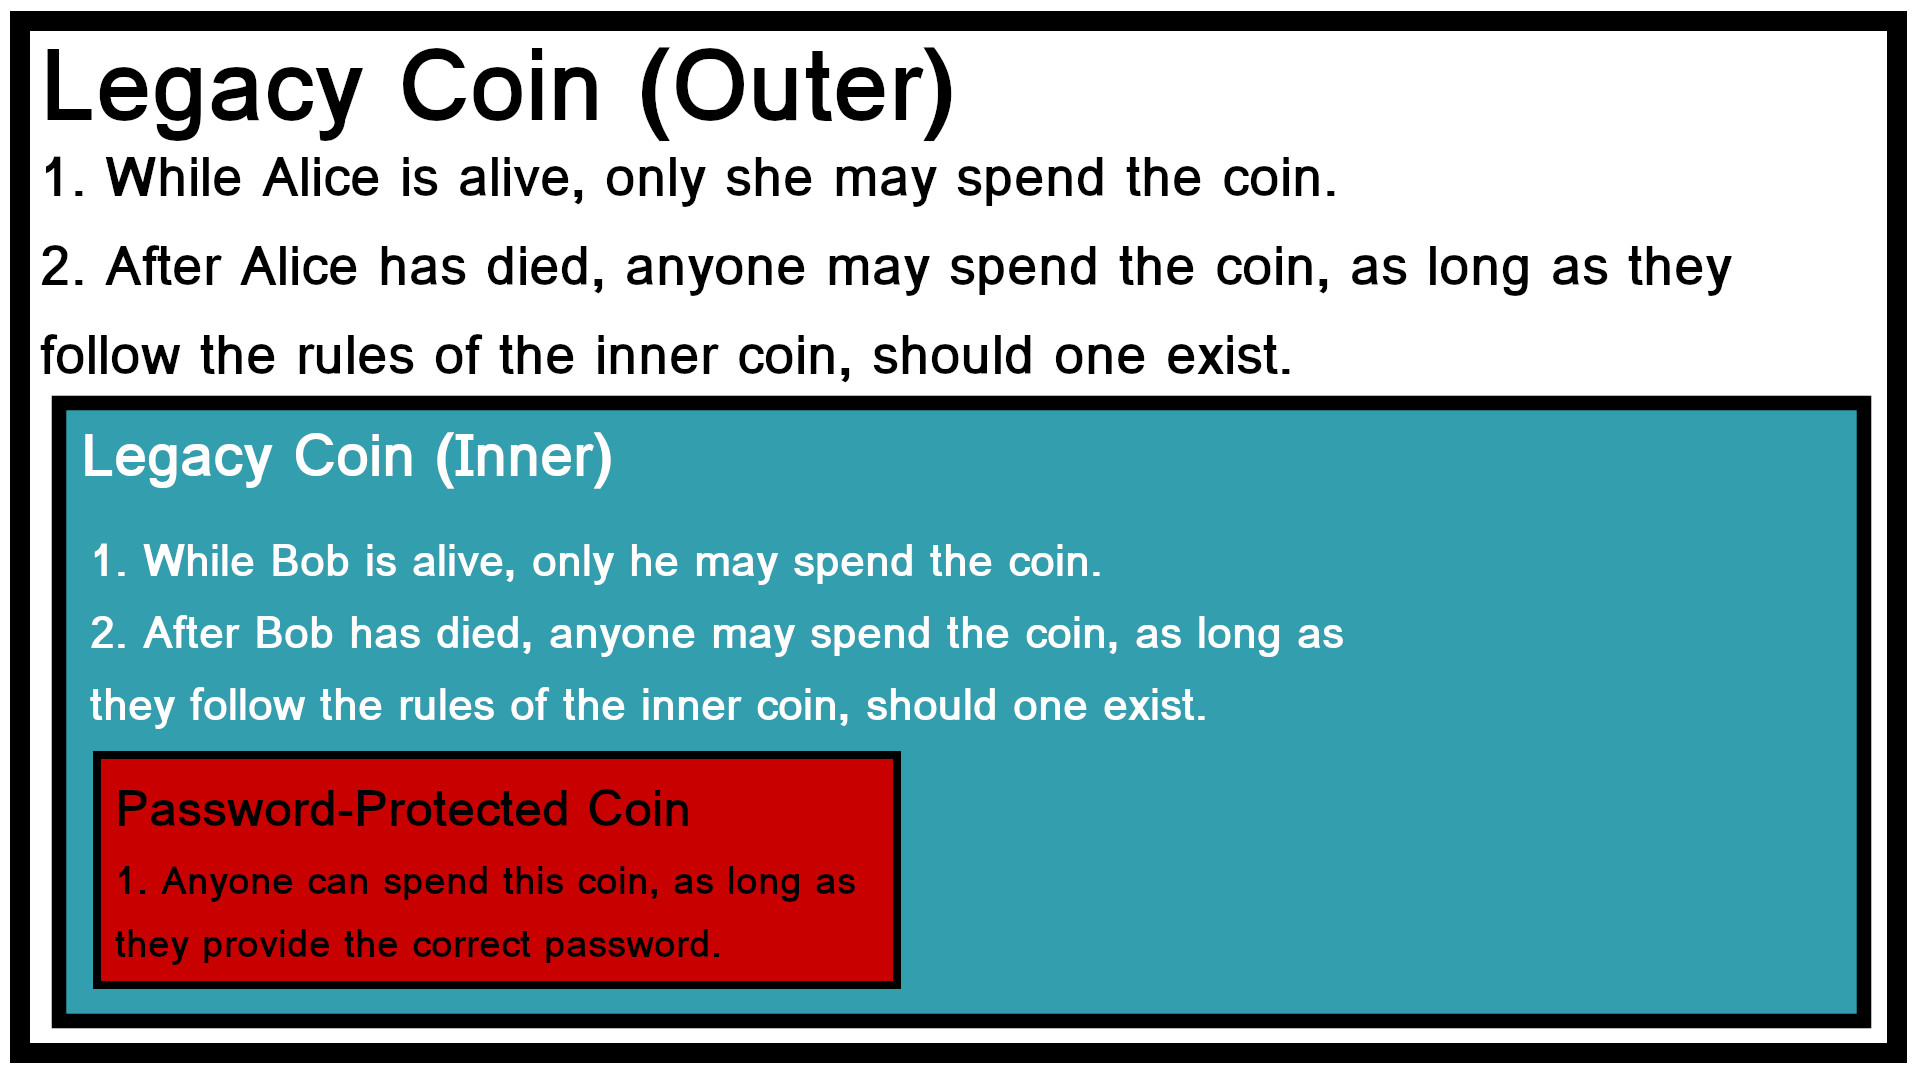 Legacy Coin (Outer)
1. While Alice is alive, only she may spend the coin.
2. After Alice has died, anyone may spend the coin, as long as they
follow the rules of the inner coin, should one exist.
Legacy Coin (Inner)
1. While Bob is alive, only he may spend the coin.
2. After Bob has died, anyone may spend the coin, as long as
they follow the rules of the inner coin, should one exist.
Password-Protected Coin
1. Anyone can spend this coin, as long as
they provide the correct password.